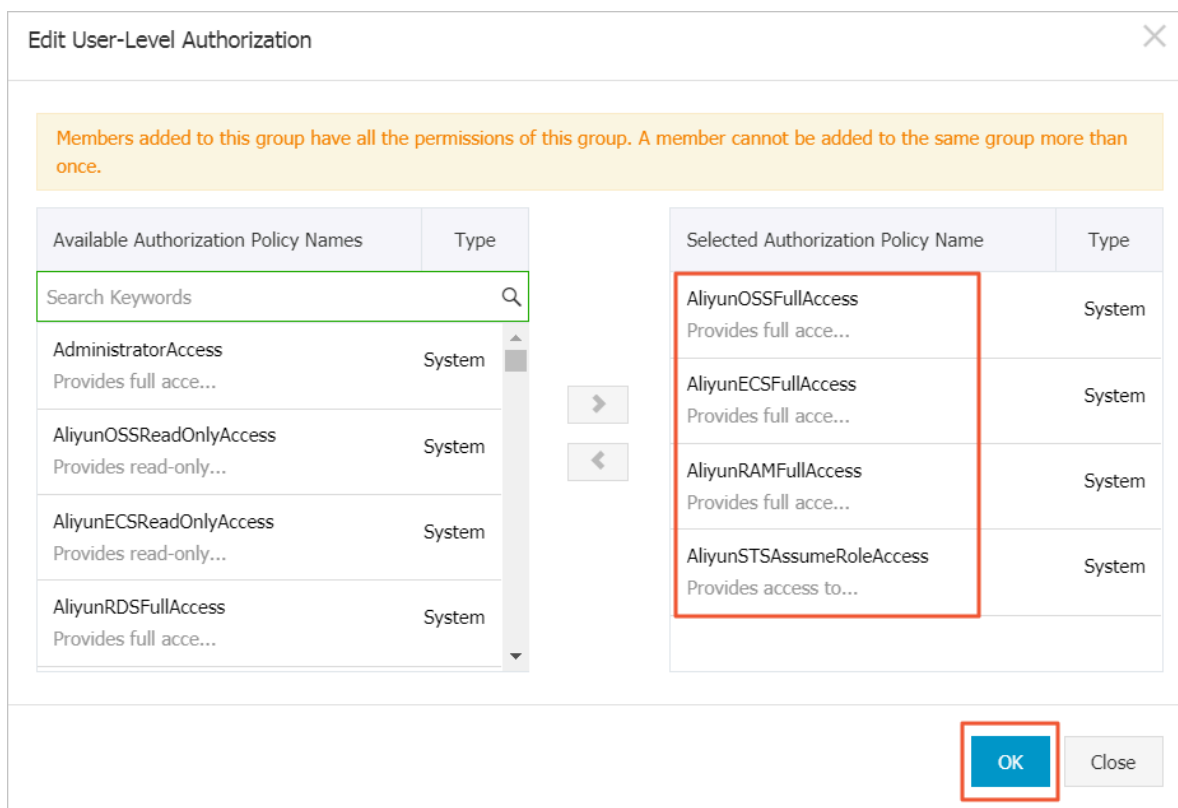 Edit User-Level Authorization
Members added to this group have all the permissions of this group. A member cannot be added to the same group more than
once.
Available Authorization Policy Names Type
Search Keywords
AdministratorAccess
Provides full acce...
System
AliyunOSSReadOnlyAccess
Provides read-only...
System
AliyunECSReadOnlyAccess
Provides read-only...
System
AliyunRDSFullAccess
Provides full acce...
System
Selected Authorization Policy Name Type
AliyunOSSFullAccess
Provides full acce...
System
AliyunECSFullAccess
Provides full acce...
System
AliyunRAMFullAccess
Provides full acce...
System
AliyunSTSAssumeRoleAccess
Provides access to...
System
OK Close